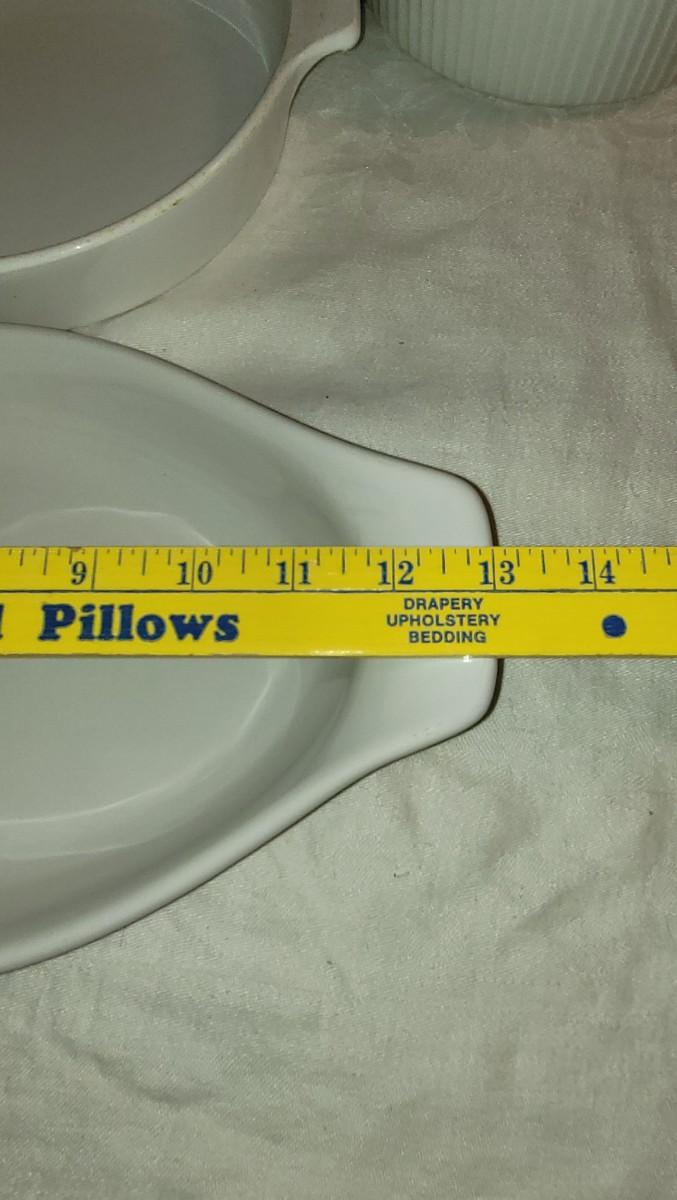 9 10 11 12 13 14
Pillows
DRAPERY
UPHOLSTERY
BEDDING